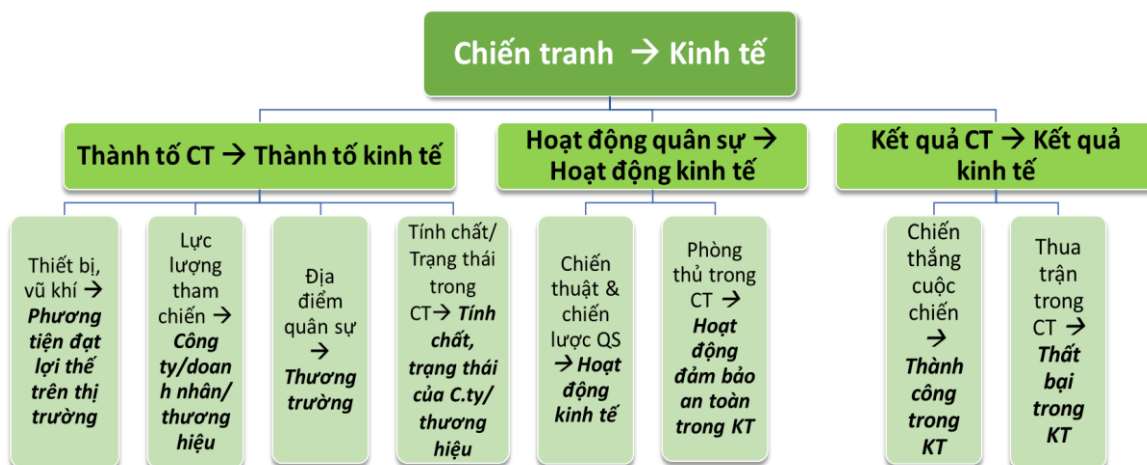 Chiến tranh → Kinh tế
Thành tố CT → Thành tố kinh tế
Hoạt động quân sự →
Hoạt động kinh tế
Kết quả CT → Kết quả
kinh tế
Thiết bị,
vũ khí →
Phương
tiện đạt
lợi thế
trên thị
trường
Lực
lượng
tham
chiến →
Công
ty/doan
h nhân/
thương
hiệu
Địa
điểm
quân sự
→
Thương
trường
Tính chất/
Trạng thái
trong
CT→ Tính
chất,
trạng thái
của C.ty/
thương
hiệu
Chiến
thuật &
chiến
lược QS
→ Hoạt
động
kinh tế
Phòng
thủ trong
CT →
Hoạt
động
đảm bảo
an toàn
trong KT
Chiến
thắng
cuộc
chiến
→
Thành
công
trong
KT
Thua
trận
trong
CT →
Thất
bại
trong
KT